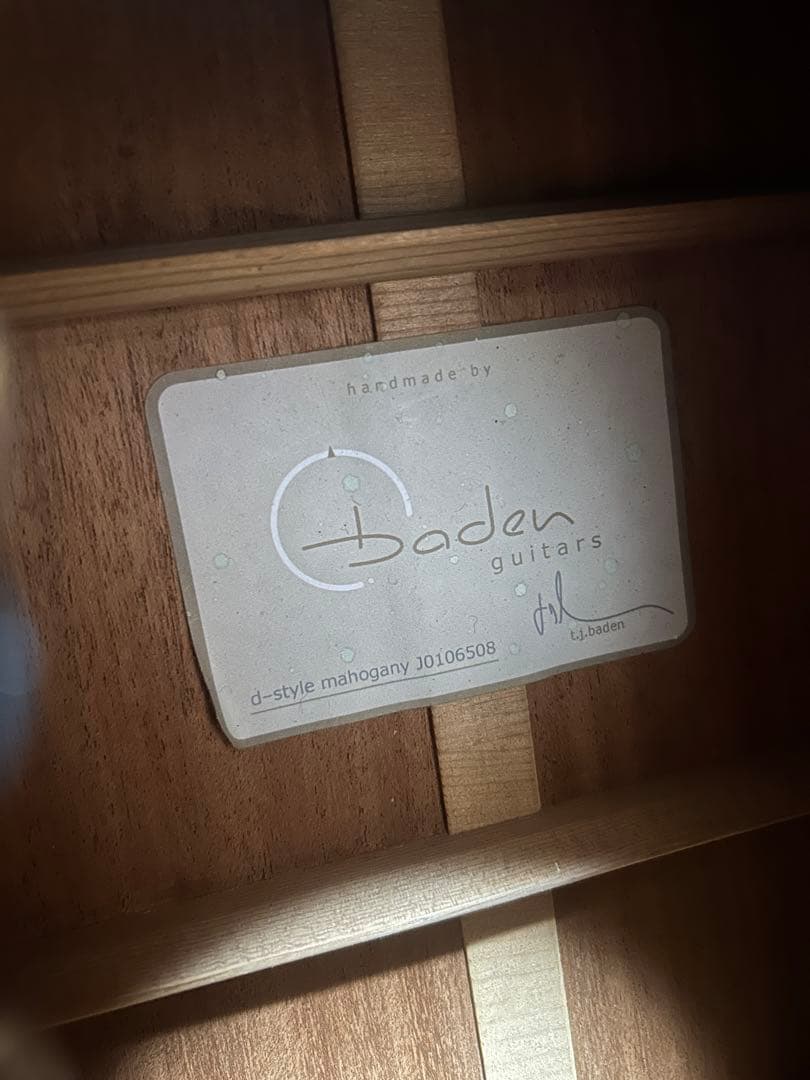 handmade by
baden
guitars
t.j.baden
d-style mahogany J0106508